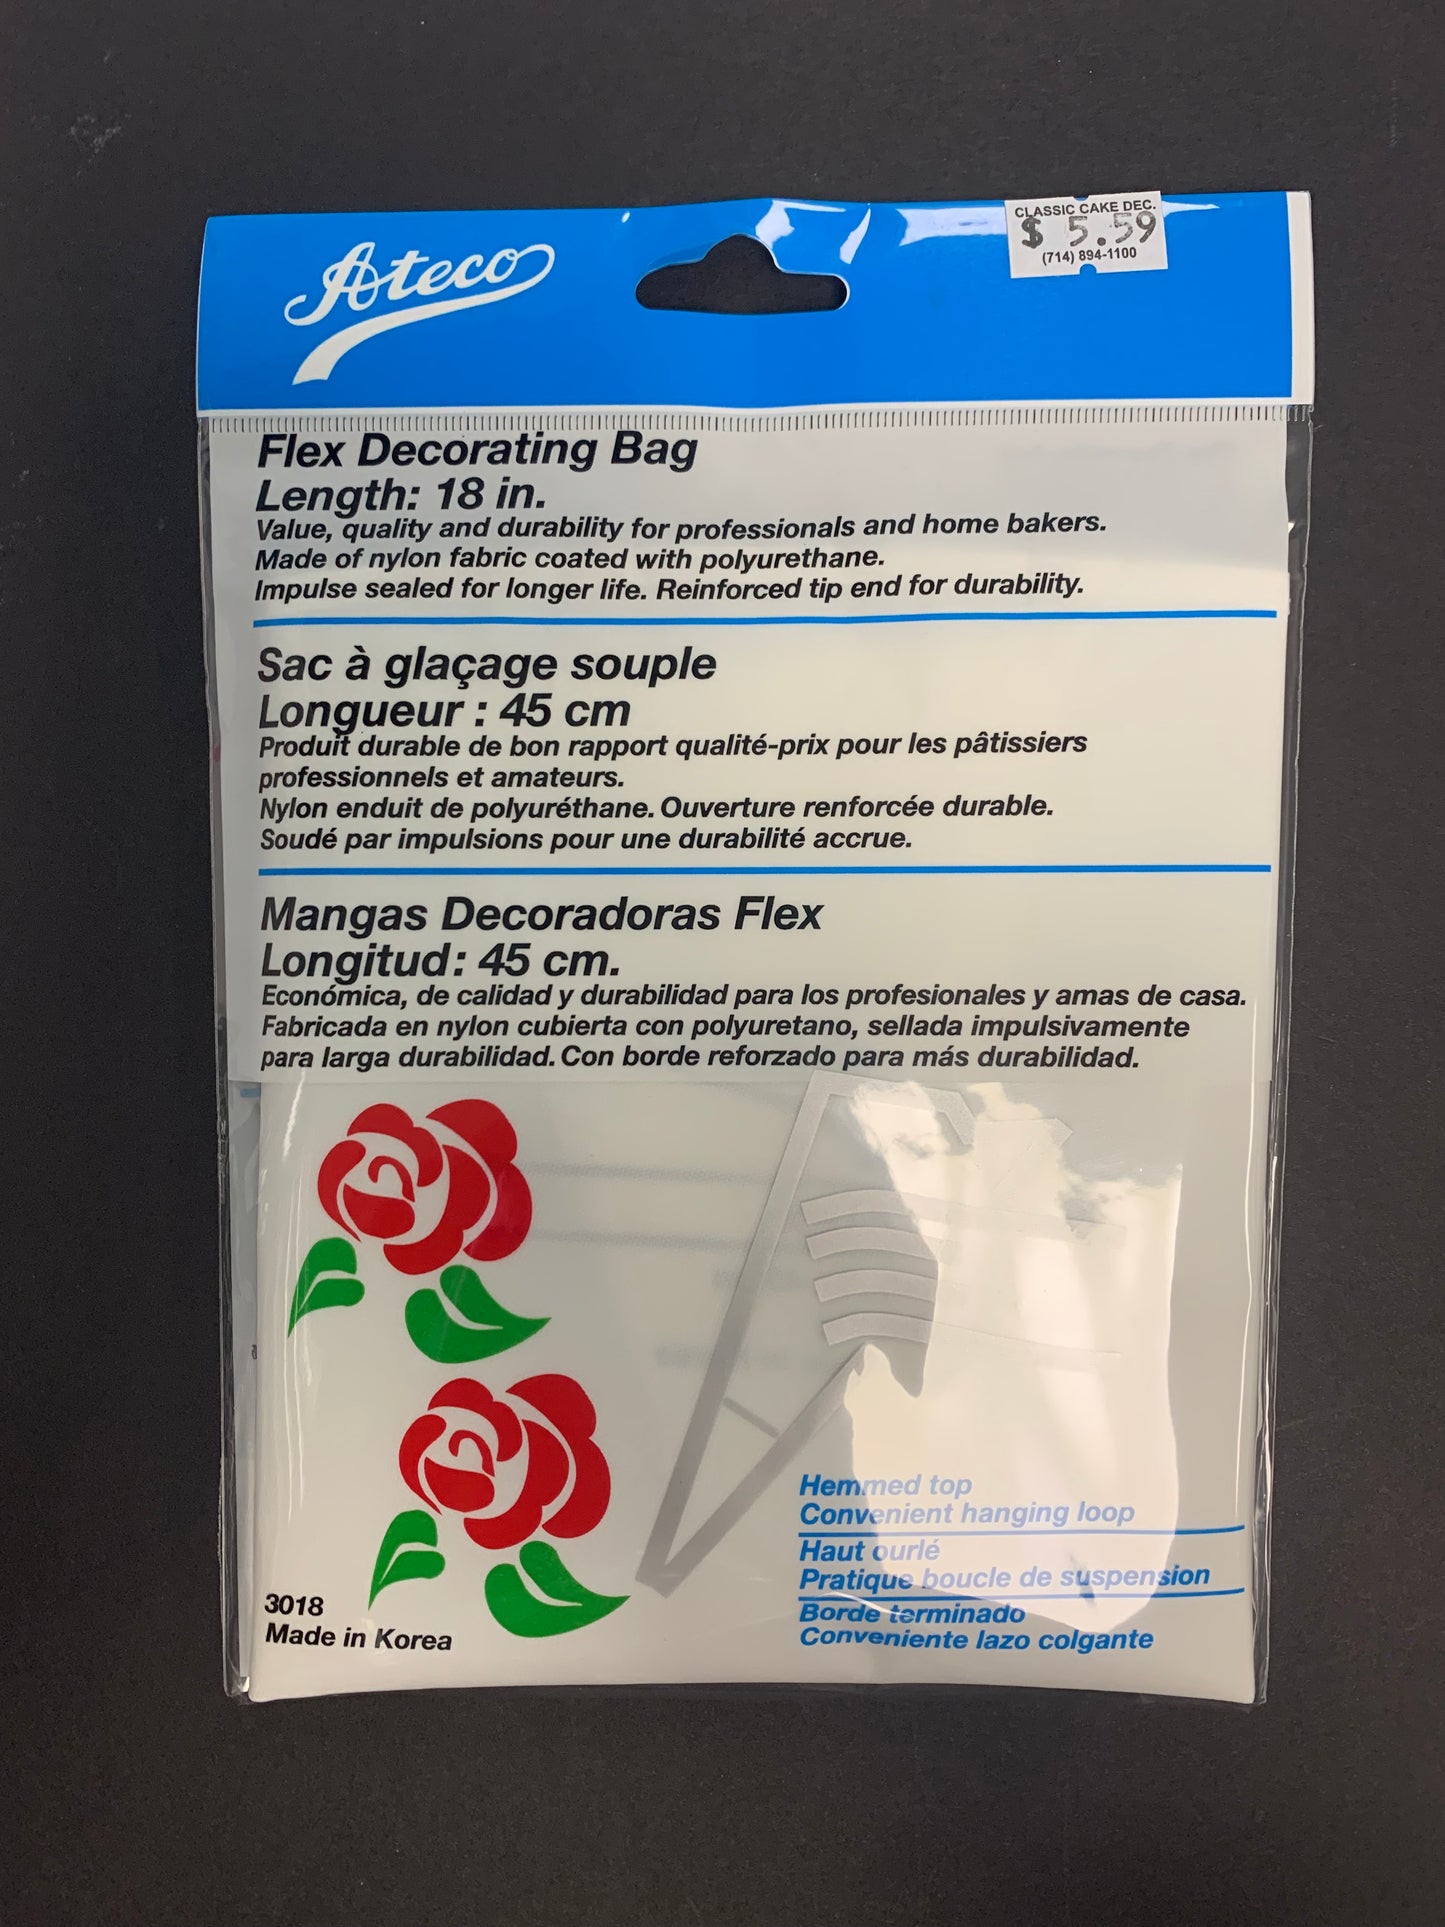 Ateco
CLASSIC CAKE DEC.
$ 5.59
(714) 894-1100
Flex Decorating Bag
Length: 18 in.
Value, quality and durability for professionals and home bakers.
Made of nylon fabric coated with polyurethane.
Impulse sealed for longer life. Reinforced tip end for durability.
Sac à glaçage souple
Longueur : 45 cm
Produit durable de bon rapport qualité-prix pour les pâtissiers
professionnels et amateurs.
Nylon enduit de polyuréthane. Ouverture renforcée durable.
Soudé par impulsions pour une durabilité accrue.
Mangas Decoradoras Flex
Longitud: 45 cm.
Económica, de calidad y durabilidad para los profesionales y amas de casa.
Fabricada en nylon cubierta con polyuretano, sellada impulsivamente
para larga durabilidad. Con borde reforzado para más durabilidad.
Hemmed top
Convenient hanging loop
Haut ourlé
Pratique boucle de suspension
Borde terminado
Conveniente lazo colgante
3018
Made in Korea